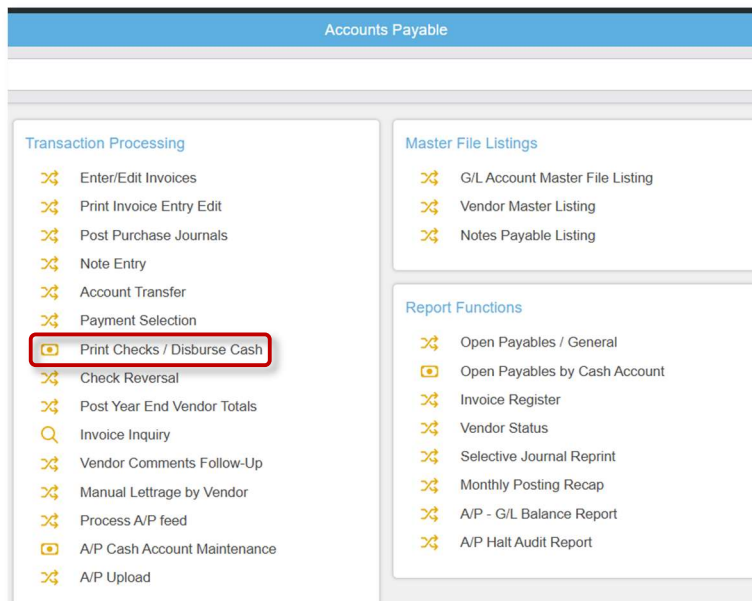 Accounts Payable
Transaction Processing
Enter/Edit Invoices
Print Invoice Entry Edit
Post Purchase Journals
Note Entry
Account Transfer
Payment Selection
Print Checks / Disburse Cash
Check Reversal
Post Year End Vendor Totals
Invoice Inquiry
Vendor Comments Follow-Up
Manual Lettrage by Vendor
Process A/P feed
A/P Cash Account Maintenance
A/P Upload
Master File Listings
G/L Account Master File Listing
Vendor Master Listing
Notes Payable Listing
Report Functions
Open Payables / General
Open Payables by Cash Account
Invoice Register
Vendor Status
Selective Journal Reprint
Monthly Posting Recap
A/P - G/L Balance Report
A/P Halt Audit Report